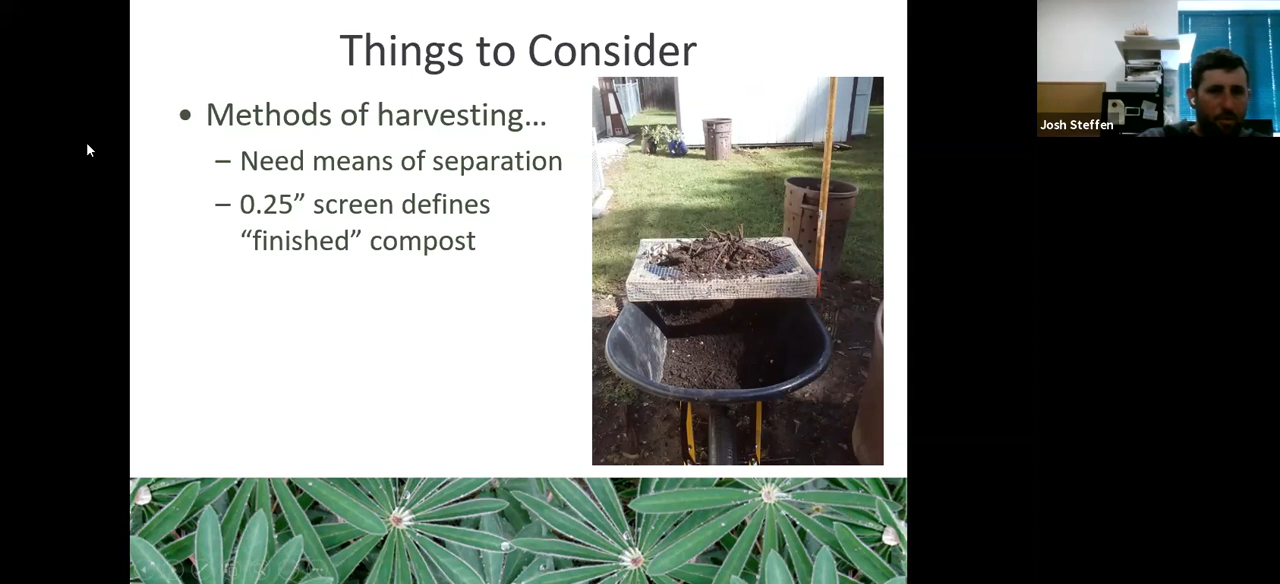 Things to Consider
• Methods of harvesting...
– Need means of separation
– 0.25” screen defines
“finished” compost
Josh Steffen